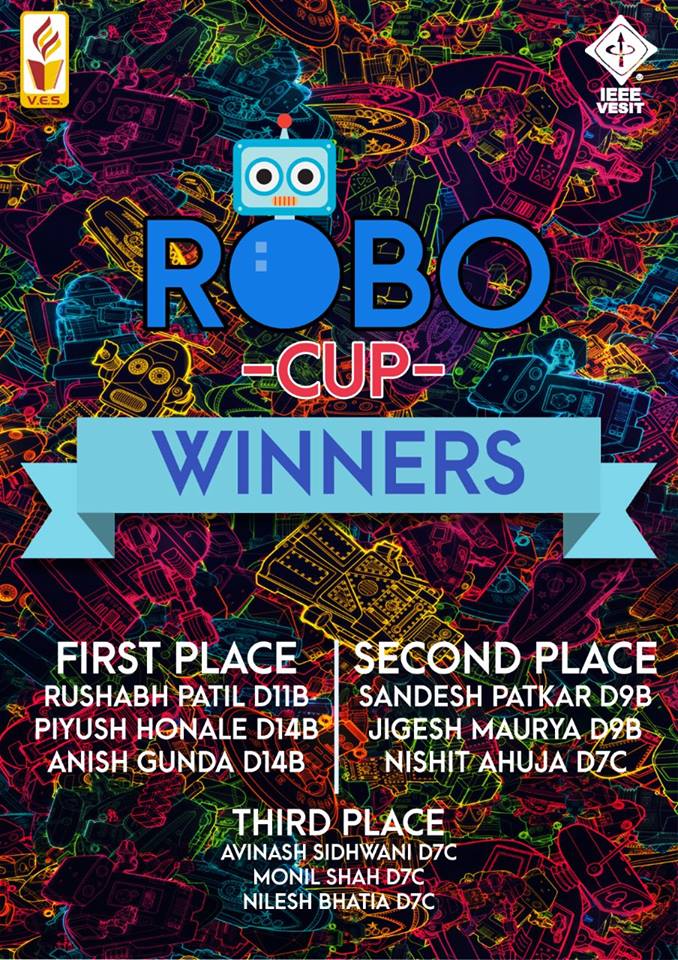 V.E.S.
IEEE
VESIT
ROBO
-CUP-
WINNERS
FIRST PLACE
RUSHABH PATIL D11B
PIYUSH HONALE D14B
ANISH GUNDA D14B
SECOND PLACE
SANDESH PATKAR D9B
JIGESH MAURYA D9B
NISHIT AHUJA D7C
THIRD PLACE
AVINASH SIDHWANI D7C
MONIL SHAH D7C
NILESH BHATIA D7C